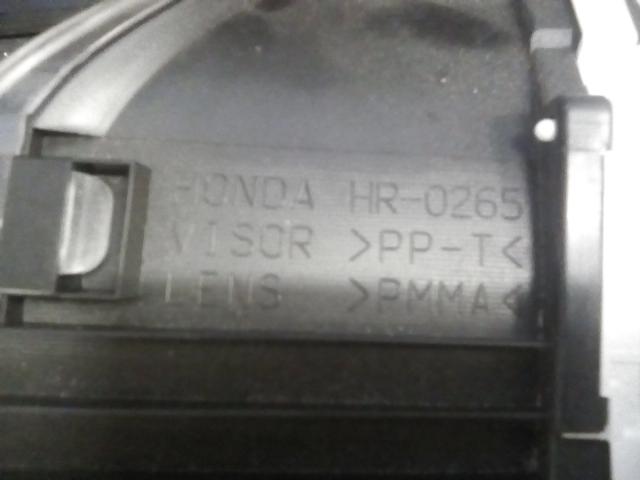 HONDA HR-0265
VISOR >PP-T<
LENS >PMMA<